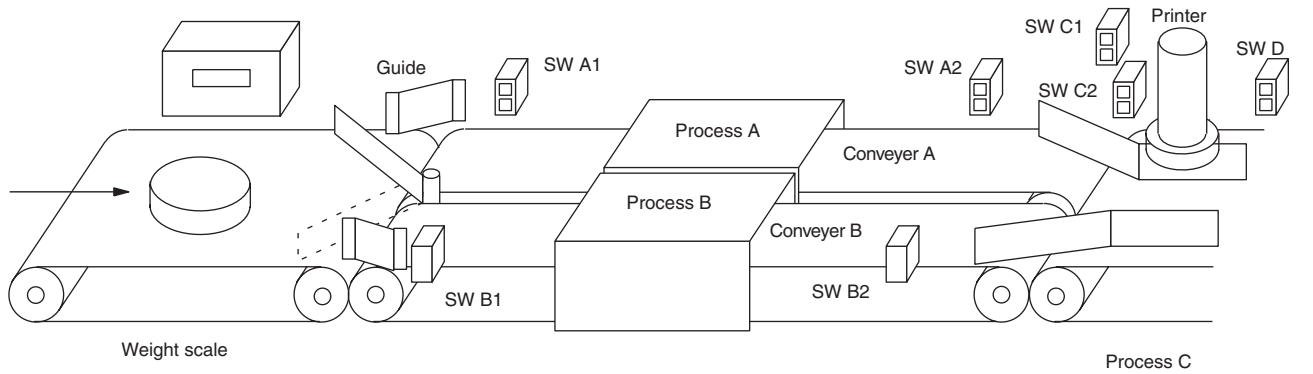 SW C1
Printer
Guide
SW A1
SW A2
SW C2
SW D
Process A
Conveyer A
Process B
Conveyer B
SW B1
SW B2
Weight scale
Process C